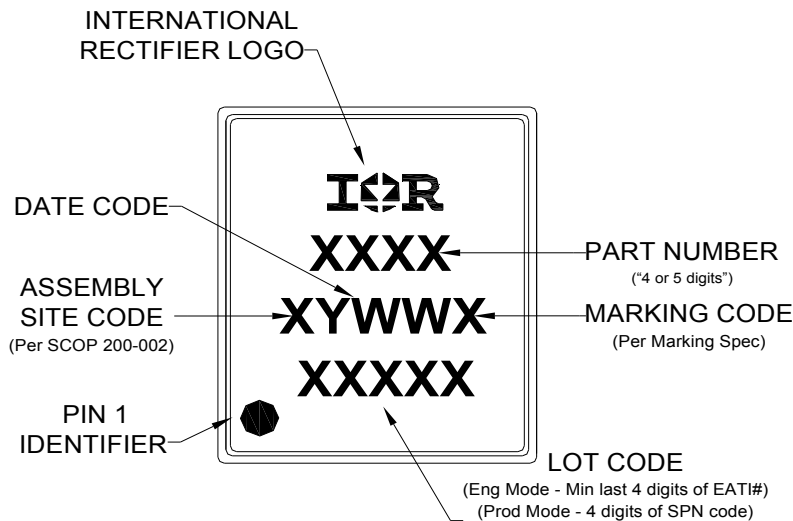 INTERNATIONAL
RECTIFIER LOGO
IOR
DATE CODE
XXXX
PART NUMBER
(“4 or 5 digits”)
ASSEMBLY
SITE CODE
(Per SCOP 200-002)
XYWWX
MARKING CODE
(Per Marking Spec)
XXXXX
PIN 1
IDENTIFIER
LOT CODE
(Eng Mode - Min last 4 digits of EATI#)
(Prod Mode - 4 digits of SPN code)